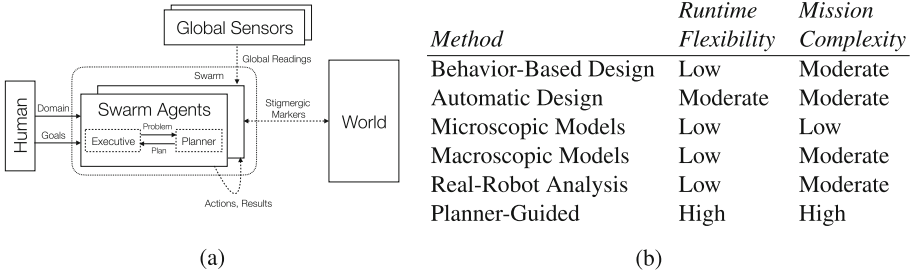 Global Sensors
Global Readings
Swarm
Human
Domain
Goals
Swarm Agents
Problem
Executive
Planner
Plan
Stigmergic
Markers
World
Actions, Results
(a)
Runtime Mission
Method Flexibility Complexity
Behavior-Based Design Low Moderate
Automatic Design Moderate Moderate
Microscopic Models Low Low
Macroscopic Models Low Moderate
Real-Robot Analysis Low Moderate
Planner-Guided High High
(b)